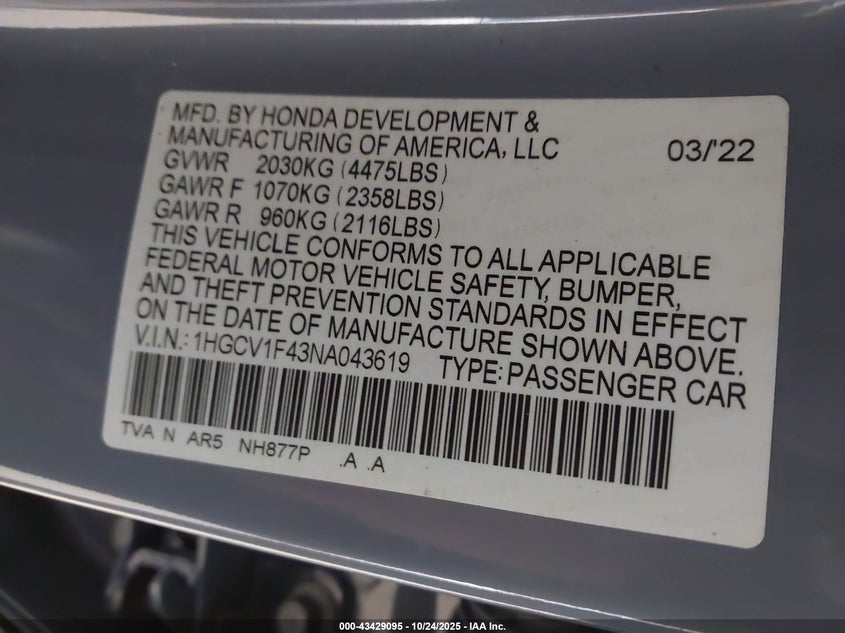 MFD. BY HONDA DEVELOPMENT &
MANUFACTURING OF AMERICA, LLC 03/'22
GVWR 2030KG (4475LBS)
GAWR F 1070KG (2358LBS)
GAWR R 960KG (2116LBS)
THIS VEHICLE CONFORMS TO ALL APPLICABLE
FEDERAL MOTOR VEHICLE SAFETY, BUMPER,
AND THEFT PREVENTION STANDARDS IN EFFECT
ON THE DATE OF MANUFACTURE SHOWN ABOVE.
V.I.N.: 1HGCV1F43NA043619 TYPE: PASSENGER CAR
TVA N AR5 NH877P .A .A
000-43429095 - 10/24/2025 - IAA Inc.